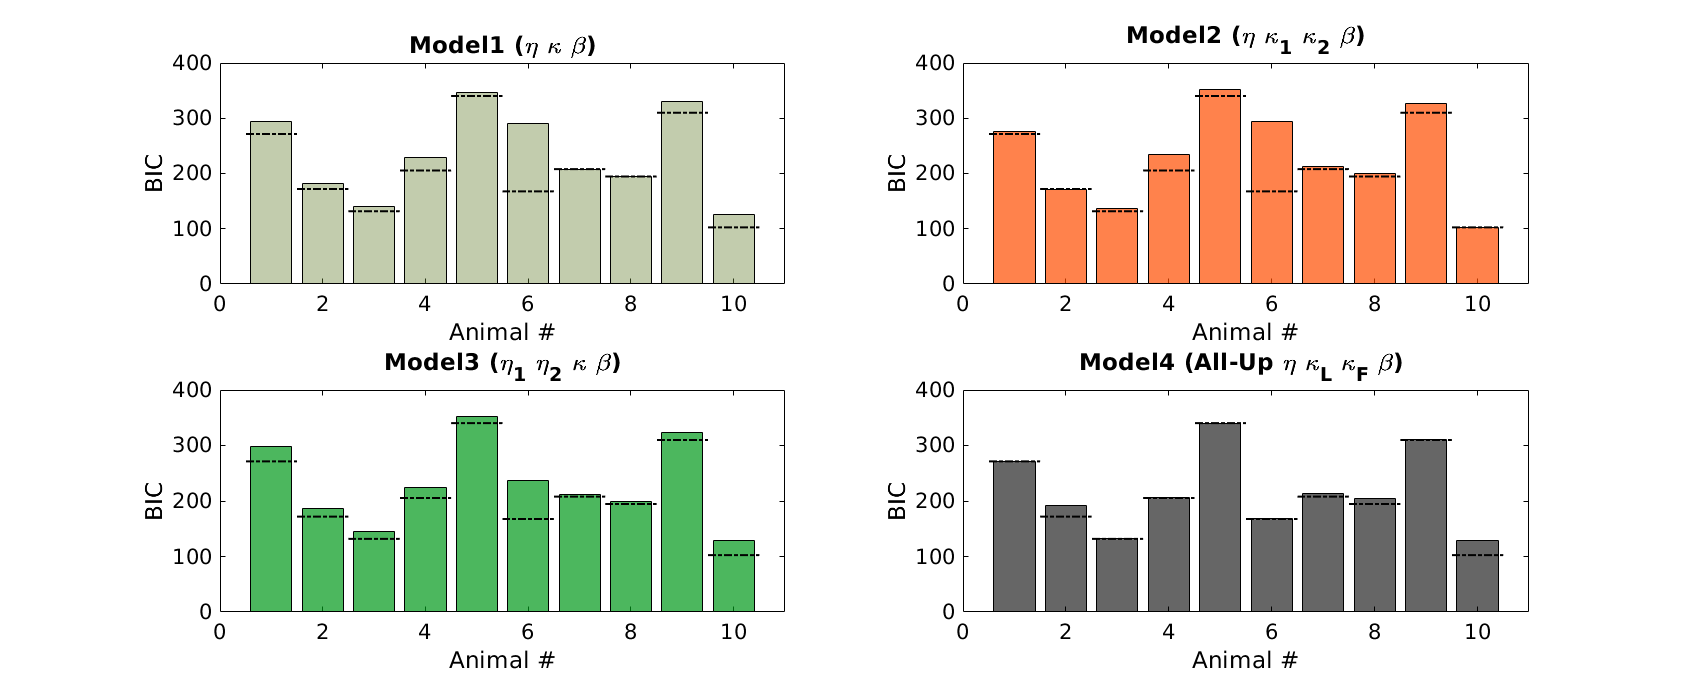 Model1 (η κ β)
400
300
200
100
0
BIC
0 2 4 6 8 10
Animal #
Model2 (η κ₁ κ₂ β)
400
300
200
100
0
BIC
0 2 4 6 8 10
Animal #
Model3 (η₁ η₂ κ β)
400
300
200
100
0
BIC
0 2 4 6 8 10
Animal #
Model4 (All-Up η κ_L κ_F β)
400
300
200
100
0
BIC
0 2 4 6 8 10
Animal #